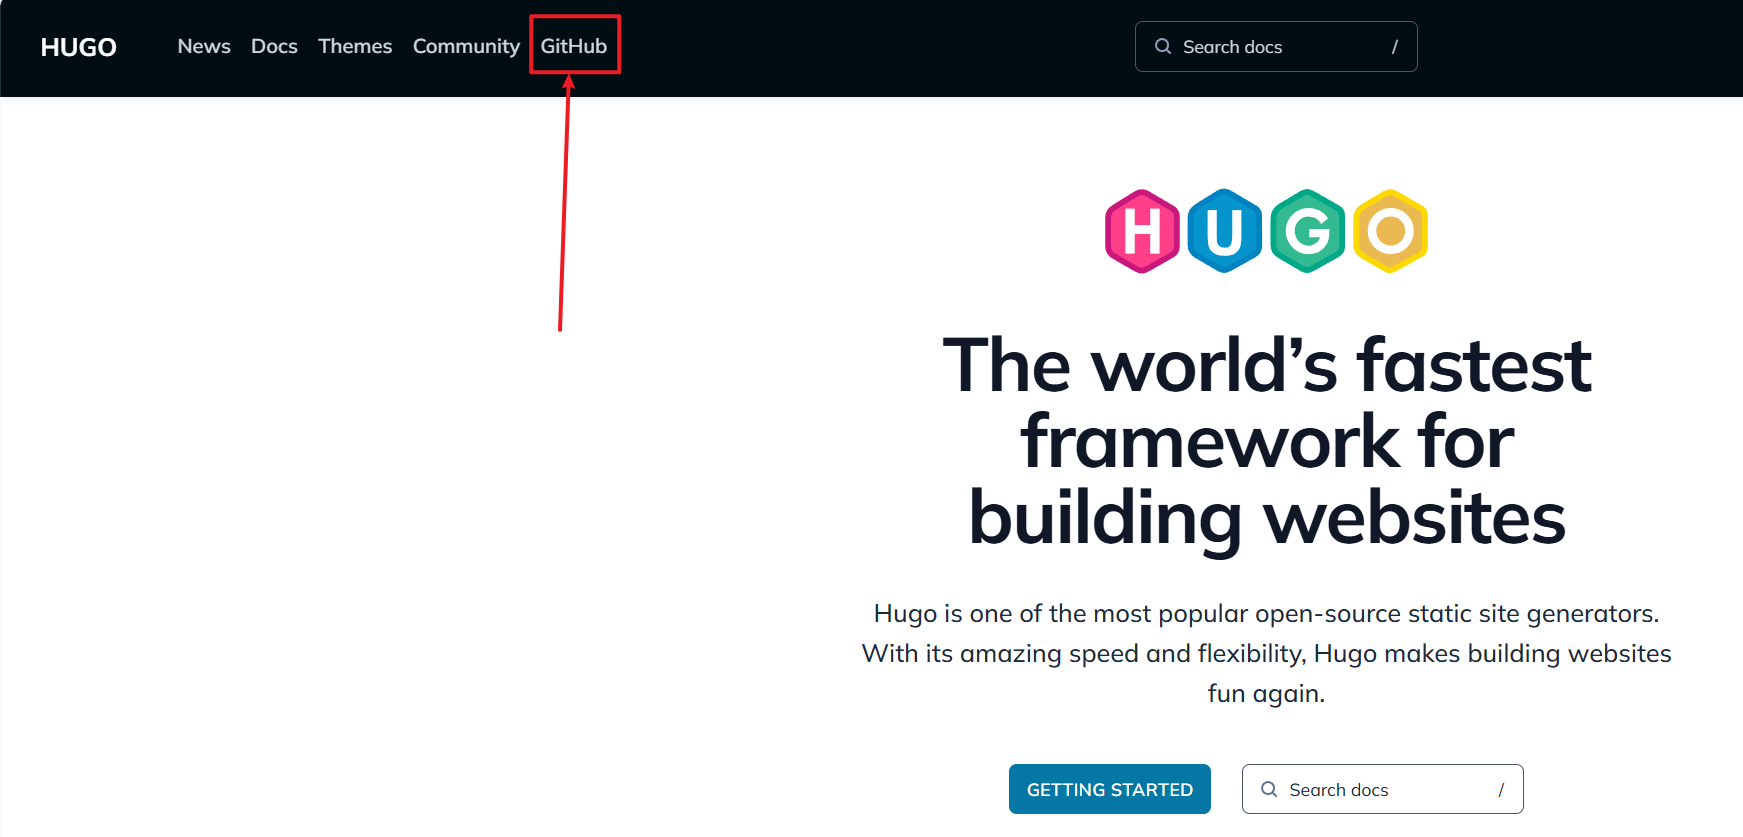 HUGO News Docs Themes Community GitHub Search docs /
HUGO
The world’s fastest
framework for
building websites
Hugo is one of the most popular open-source static site generators.
With its amazing speed and flexibility, Hugo makes building websites
fun again.
GETTING STARTED Search docs /